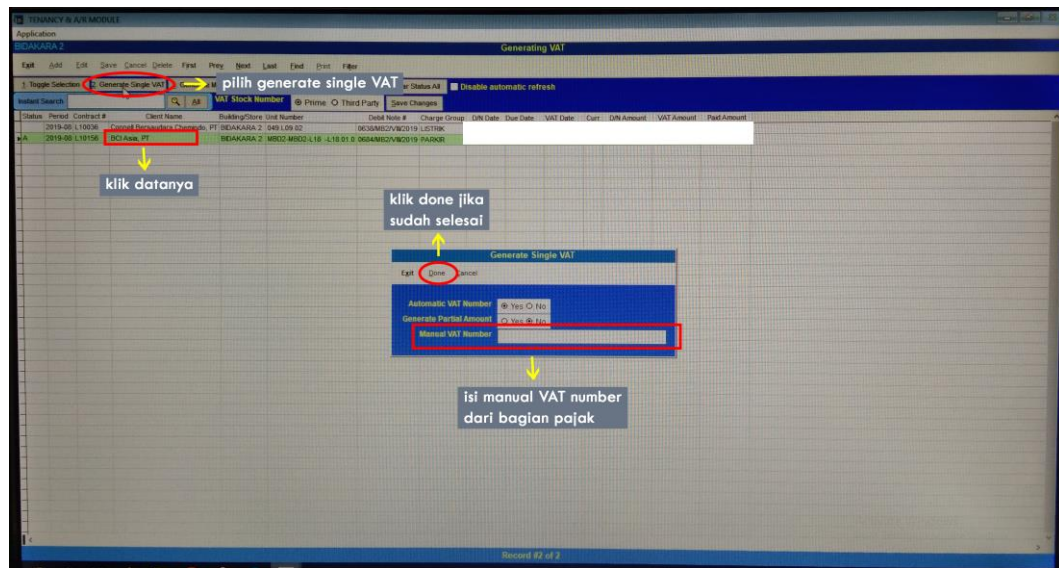 TENANCY & A/R MODULE
Application
BIDAKARA 2
Generating VAT
Exit Add Edit Save Cancel Delete First Prev Next Last Find Print Filter
1. Toggle Selection 2. Generate Single VAT
pilih generate single VAT
Status All Disable automatic refresh
Instant Search All VAT Stock Number Prime Third Party Save Changes
Status Period Contract # Client Name Building/Store Unit Number Debit Note # Charge Group D/N Date Due Date VAT Date Curr D/N Amount VAT Amount Paid Amount
2019-08 L10036 Connell Bersaudara Chemindo, PT BIDAKARA 2 049 L09-02 0638/MB2/VIII/2019 LISTRIK
A 2019-08 L10156 BCI Asia, PT BIDAKARA 2 MBD2-MBD2-L18 -L18.01.0 0684/MB2/VIII/2019 PARKIR
klik datanya
klik done jika
sudah selesai
Generate Single VAT
Exit Done Cancel
Automatic VAT Number Yes No
Generate Partial Amount Yes No
Manual VAT Number
isi manual VAT number
dari bagian pajak
Record #2 of 2